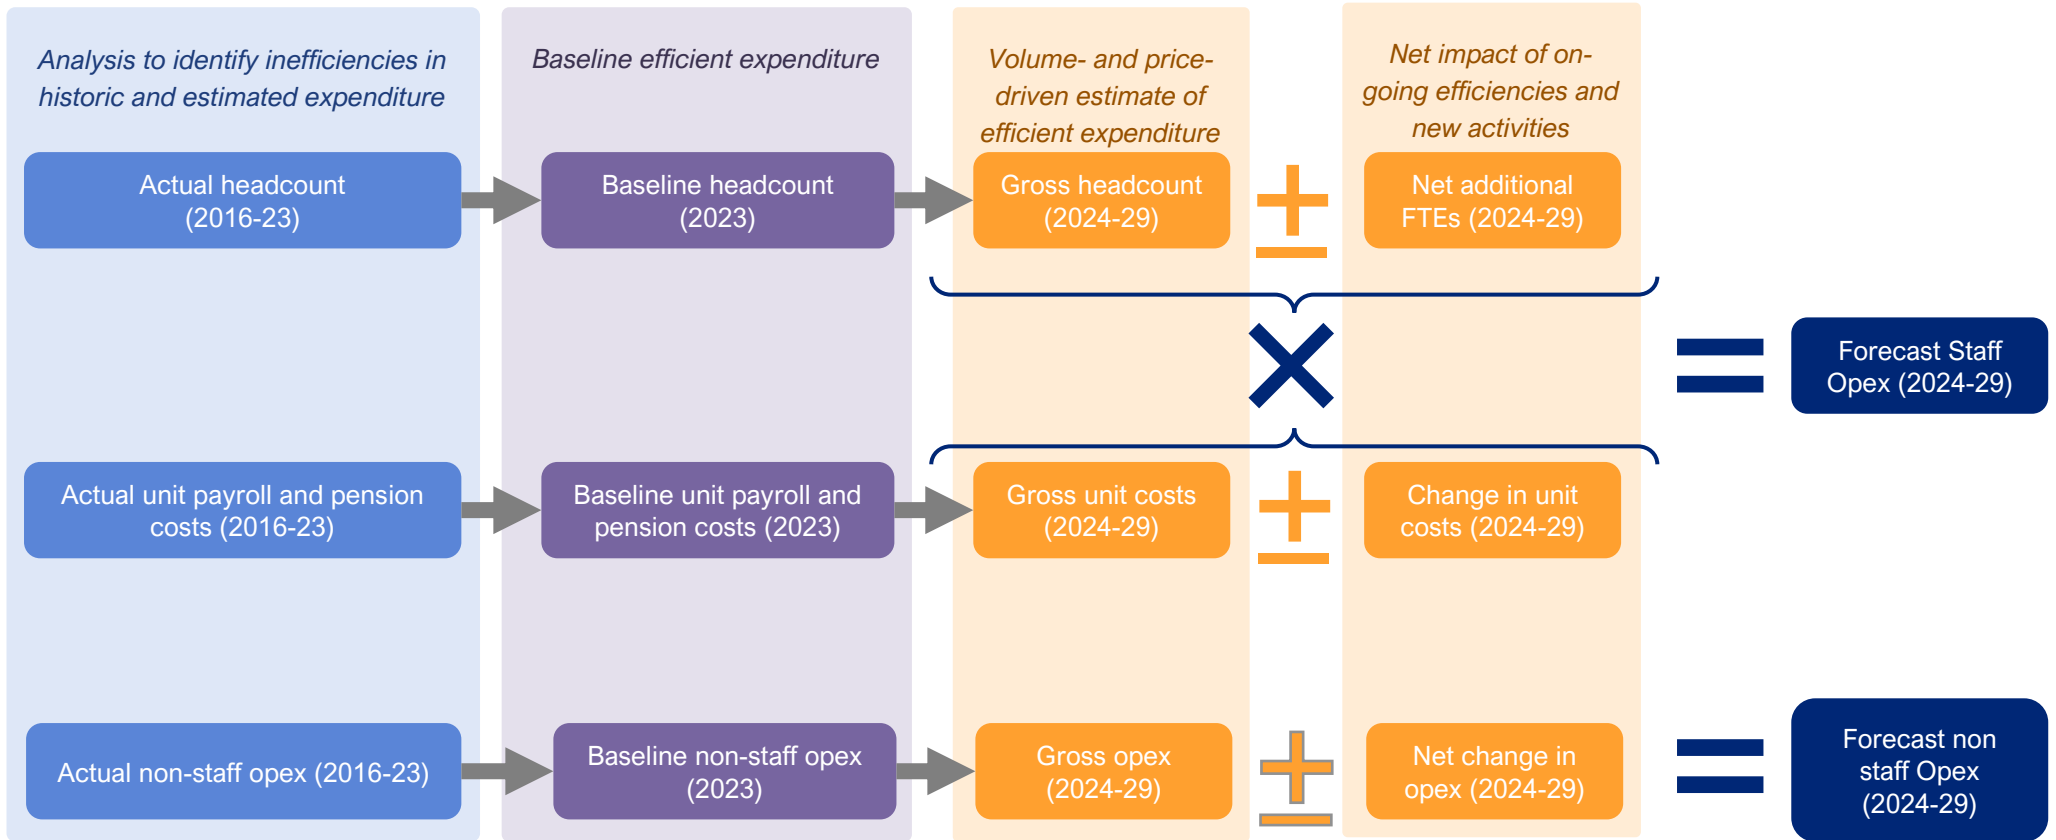 Analysis to identify inefficiencies in
historic and estimated expenditure
Baseline efficient expenditure
Volume- and price-
driven estimate of
efficient expenditure
Net impact of on-
going efficiencies and
new activities
Actual headcount
(2016-23)
Baseline headcount
(2023)
Gross headcount
(2024-29)
Net additional
FTEs (2024-29)
Forecast Staff
Opex (2024-29)
Actual unit payroll and pension
costs (2016-23)
Baseline unit payroll and
pension costs (2023)
Gross unit costs
(2024-29)
Change in unit
costs (2024-29)
Actual non-staff opex (2016-23)
Baseline non-staff opex
(2023)
Gross opex
(2024-29)
Net change in
opex (2024-29)
Forecast non
staff Opex
(2024-29)